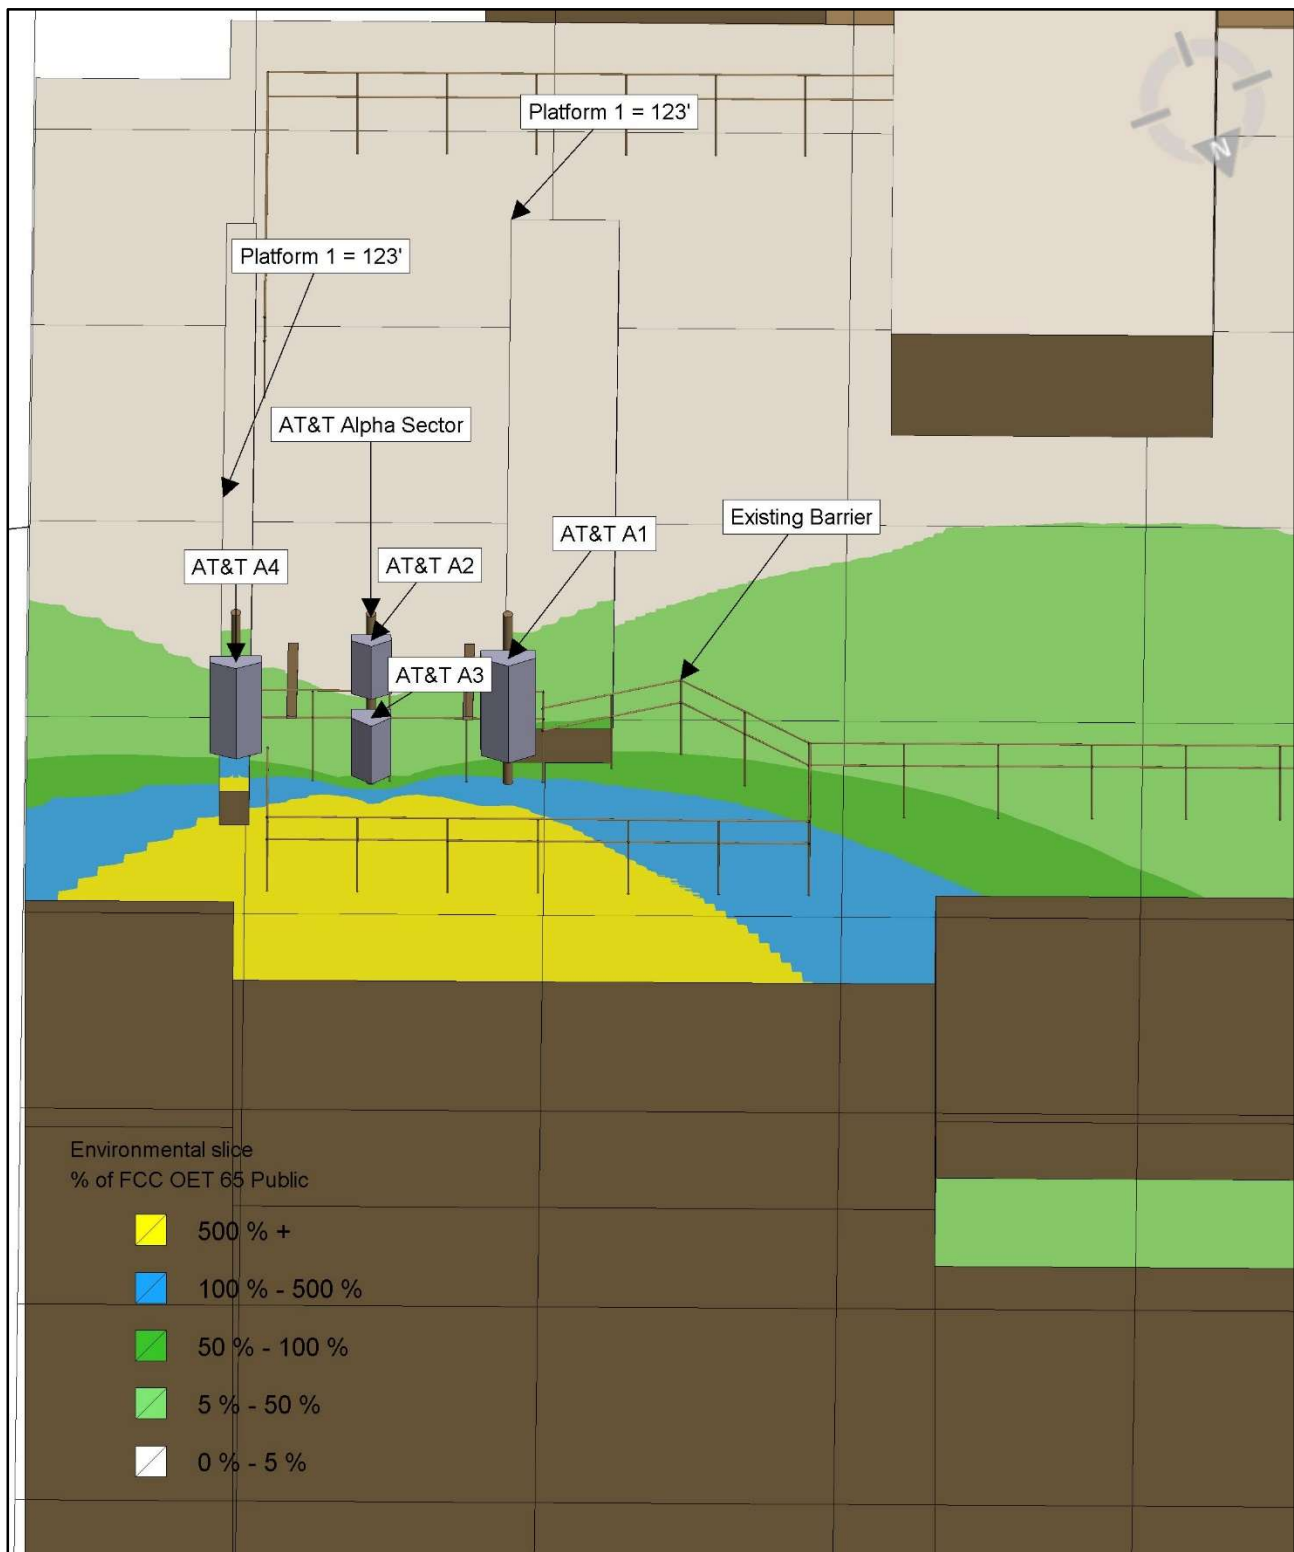 Platform 1 = 123'
N
Platform 1 = 123'
AT&T Alpha Sector
Existing Barrier
AT&T A1
AT&T A4
AT&T A2
AT&T A3
Environmental slice
% of FCC OET 65 Public
500 % +
100 % - 500 %
50 % - 100 %
5 % - 50 %
0 % - 5 %